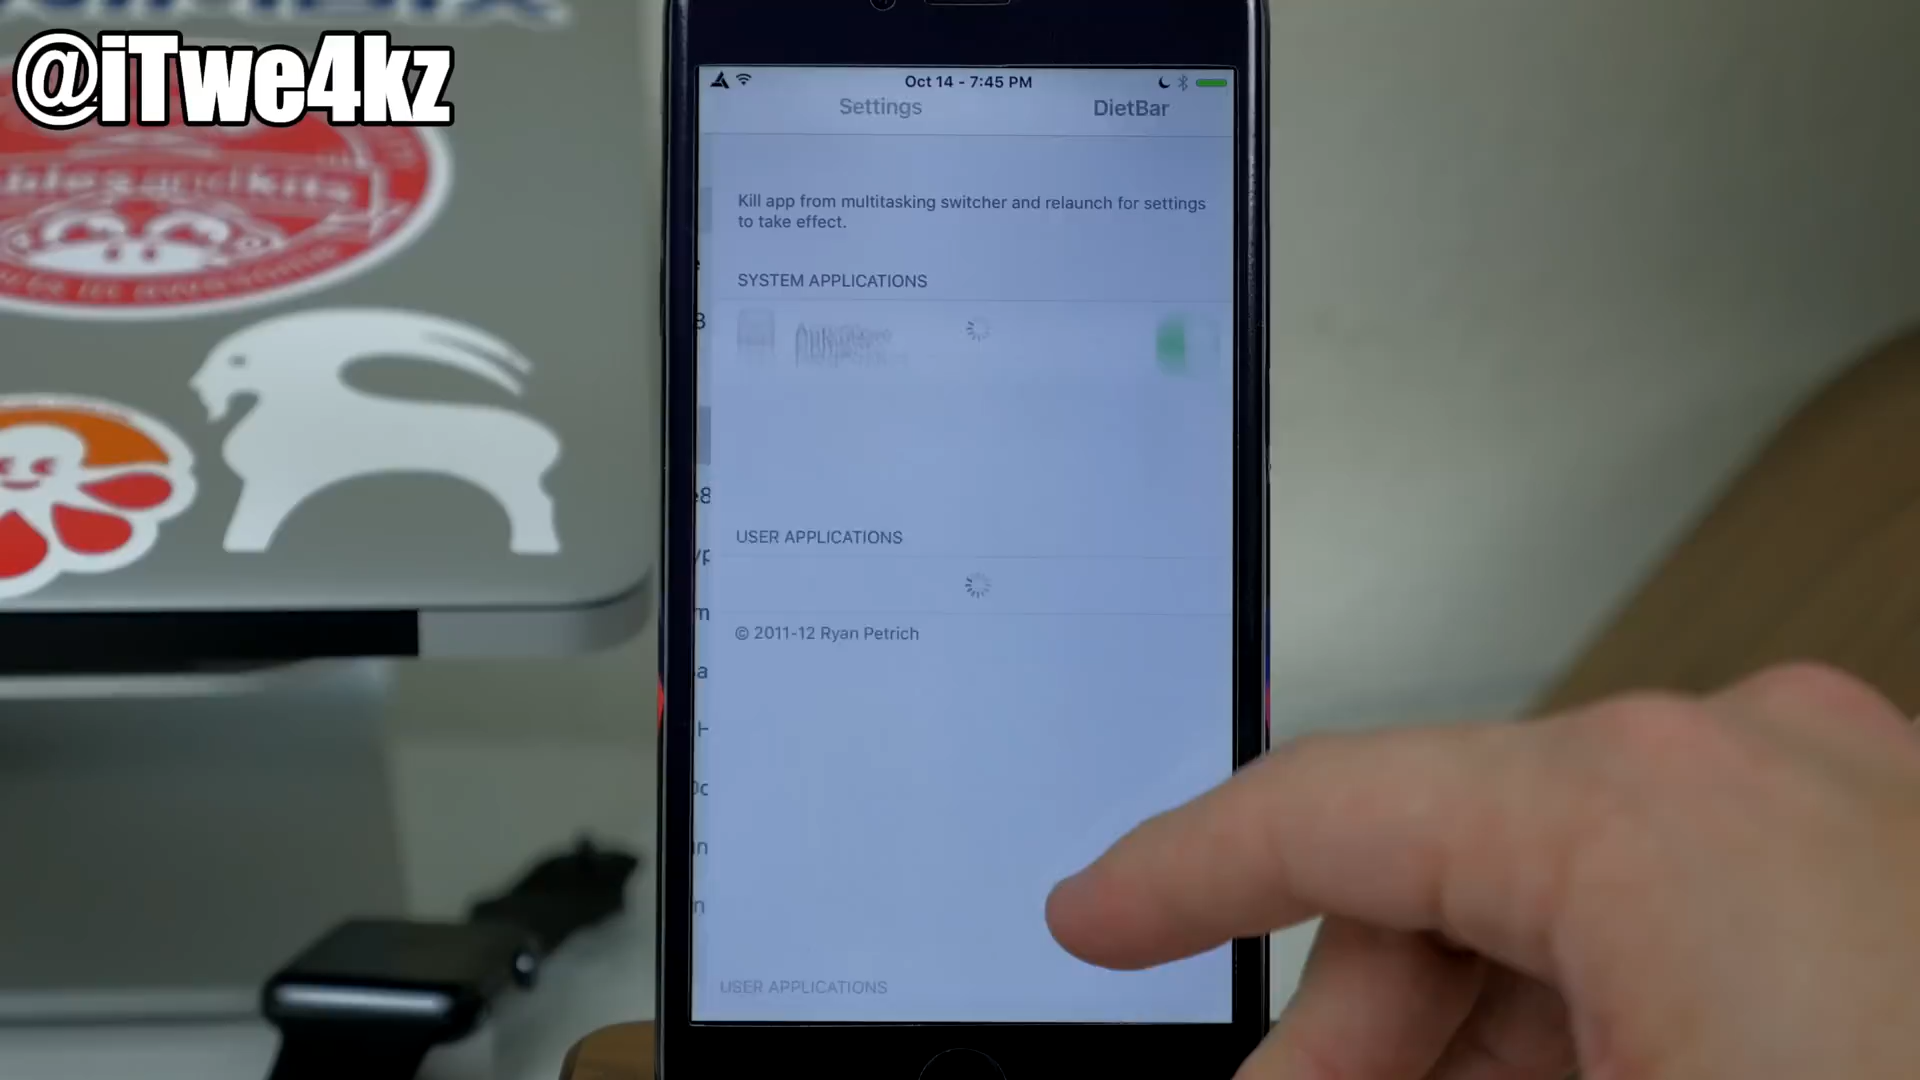 @iTwe4kz
Oct 14 - 7:45 PM
Settings
DietBar
Kill app from multitasking switcher and relaunch for settings
to take effect.
SYSTEM APPLICATIONS
USER APPLICATIONS
© 2011-12 Ryan Petrich
USER APPLICATIONS